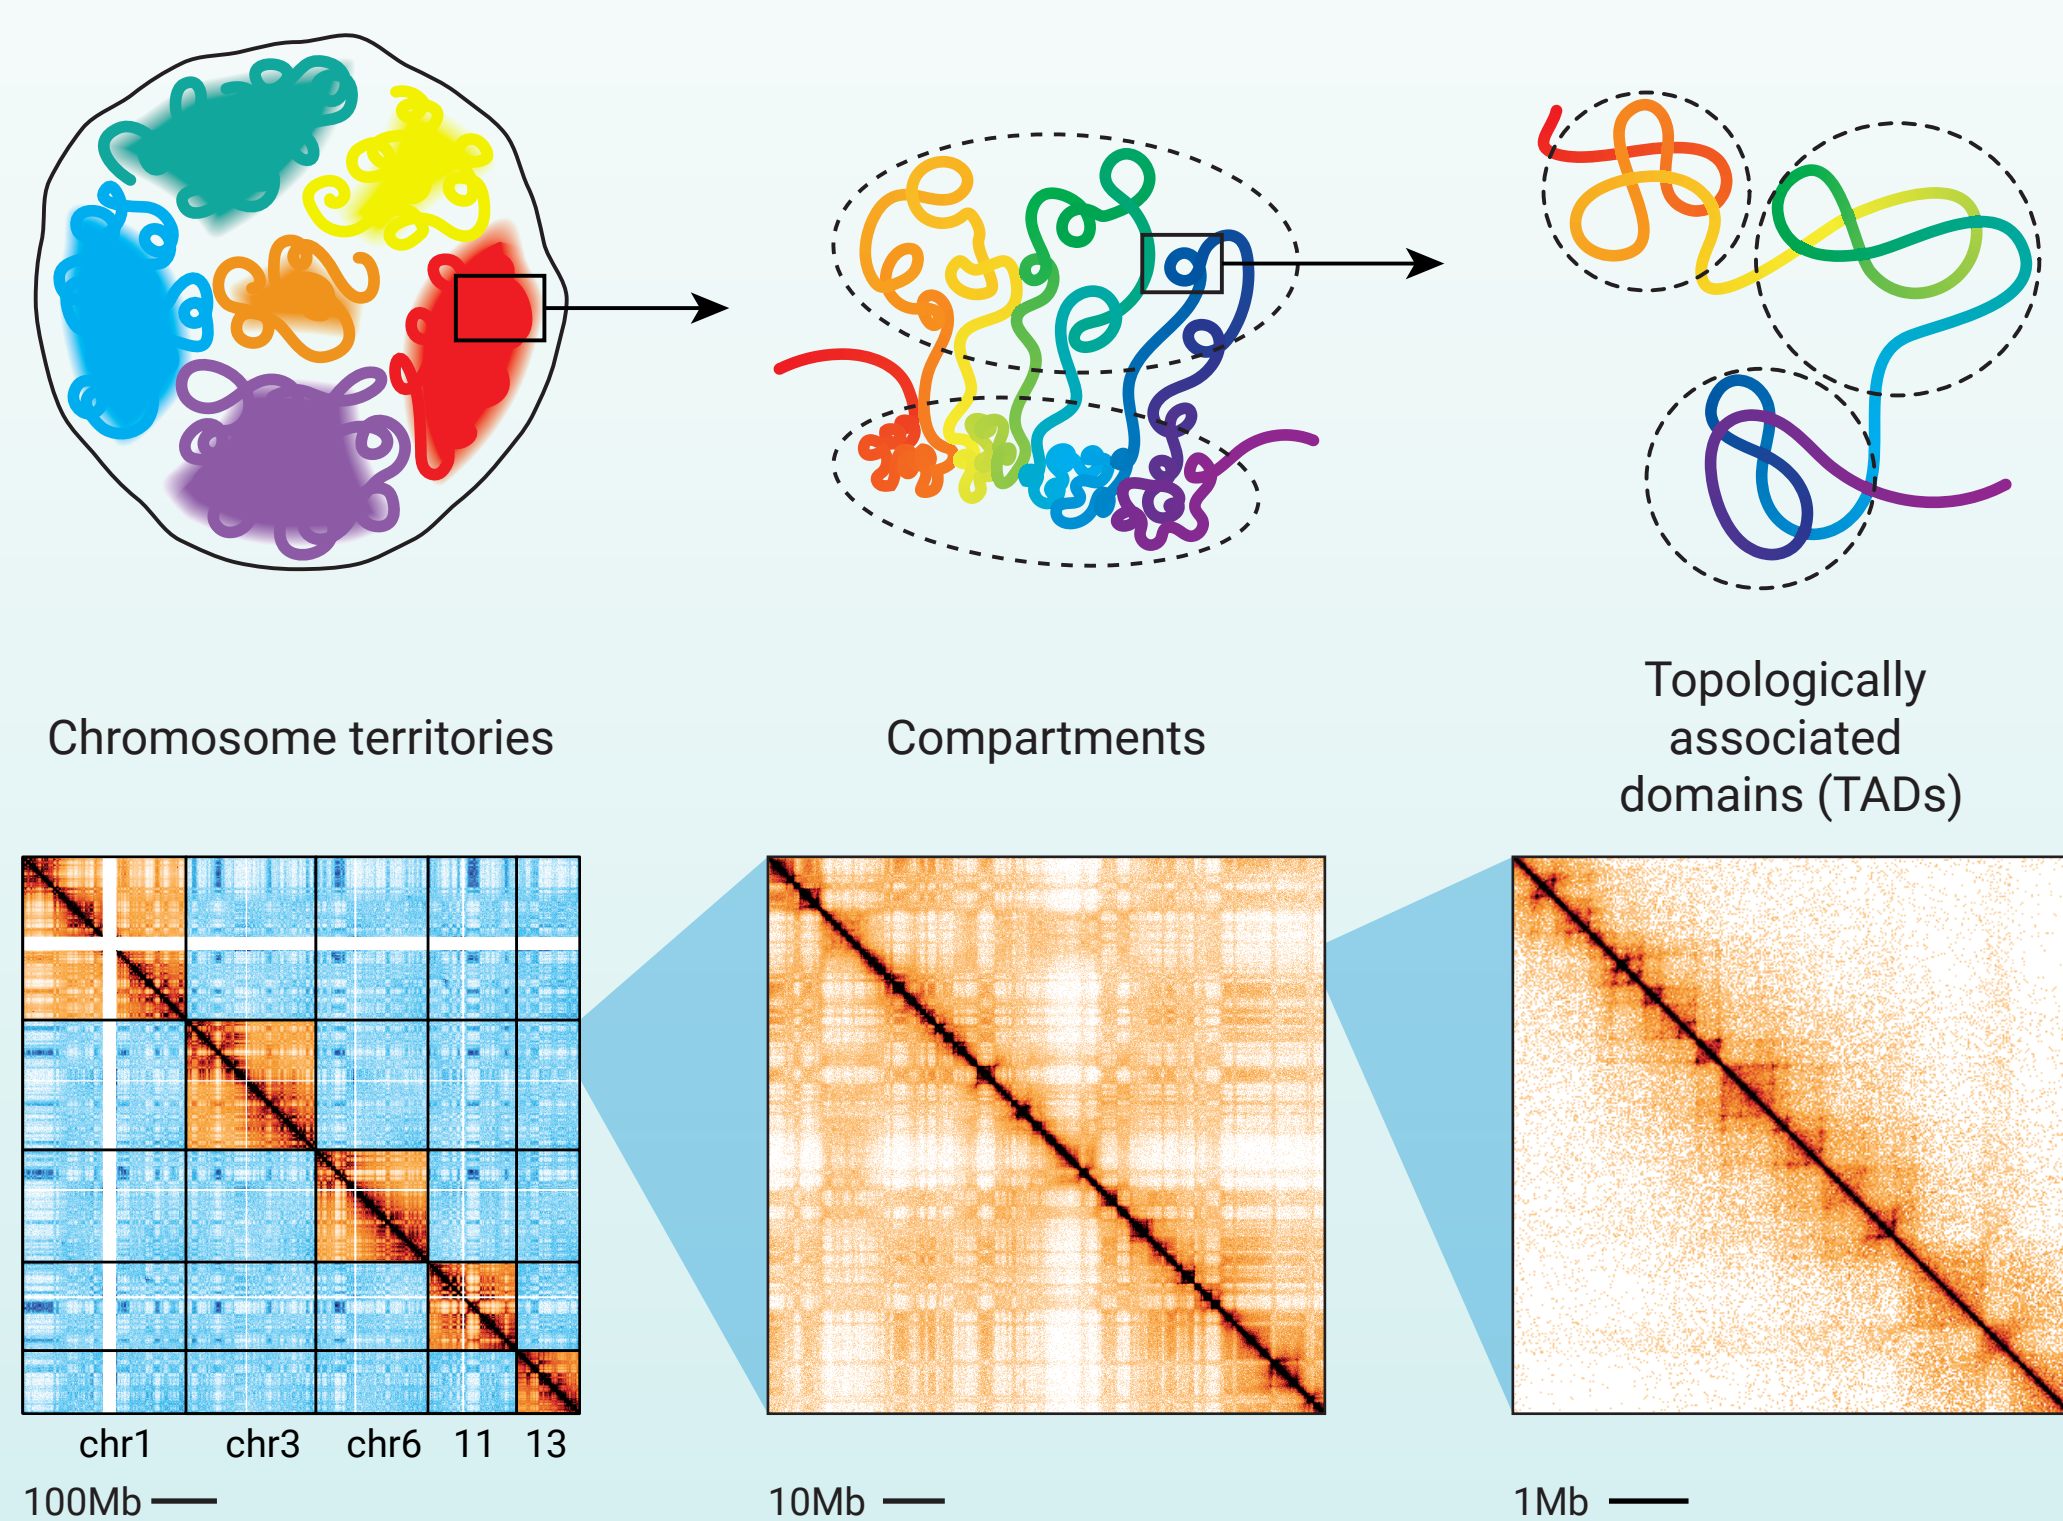 Chromosome territories
Compartments
Topologically
associated
domains (TADs)
chr1 chr3 chr6 11 13
100Mb
10Mb
1Mb